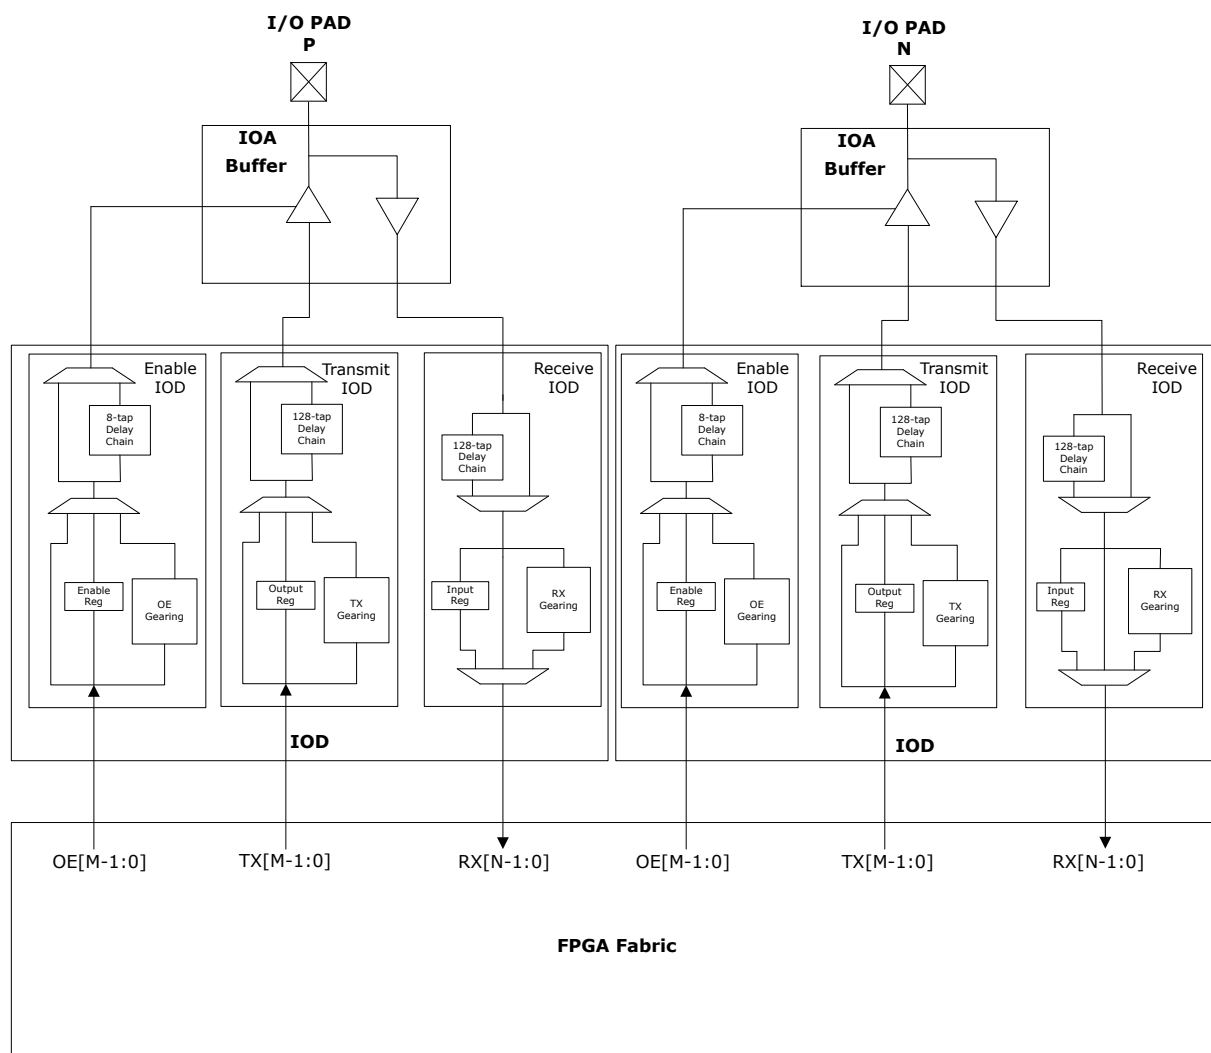 I/O PAD
P
I/O PAD
N
IOA
Buffer
IOA
Buffer
Enable
IOD
8-tap
Delay
Chain
Enable
Reg
OE
Gearing
Transmit
IOD
128-tap
Delay
Chain
Output
Reg
TX
Gearing
Receive
IOD
128-tap
Delay
Chain
Input
Reg
RX
Gearing
IOD
Enable
IOD
8-tap
Delay
Chain
Enable
Reg
OE
Gearing
Transmit
IOD
128-tap
Delay
Chain
Output
Reg
TX
Gearing
Receive
IOD
128-tap
Delay
Chain
Input
Reg
RX
Gearing
IOD
OE[M-1:0]
TX[M-1:0]
RX[N-1:0]
OE[M-1:0]
TX[M-1:0]
RX[N-1:0]
FPGA Fabric